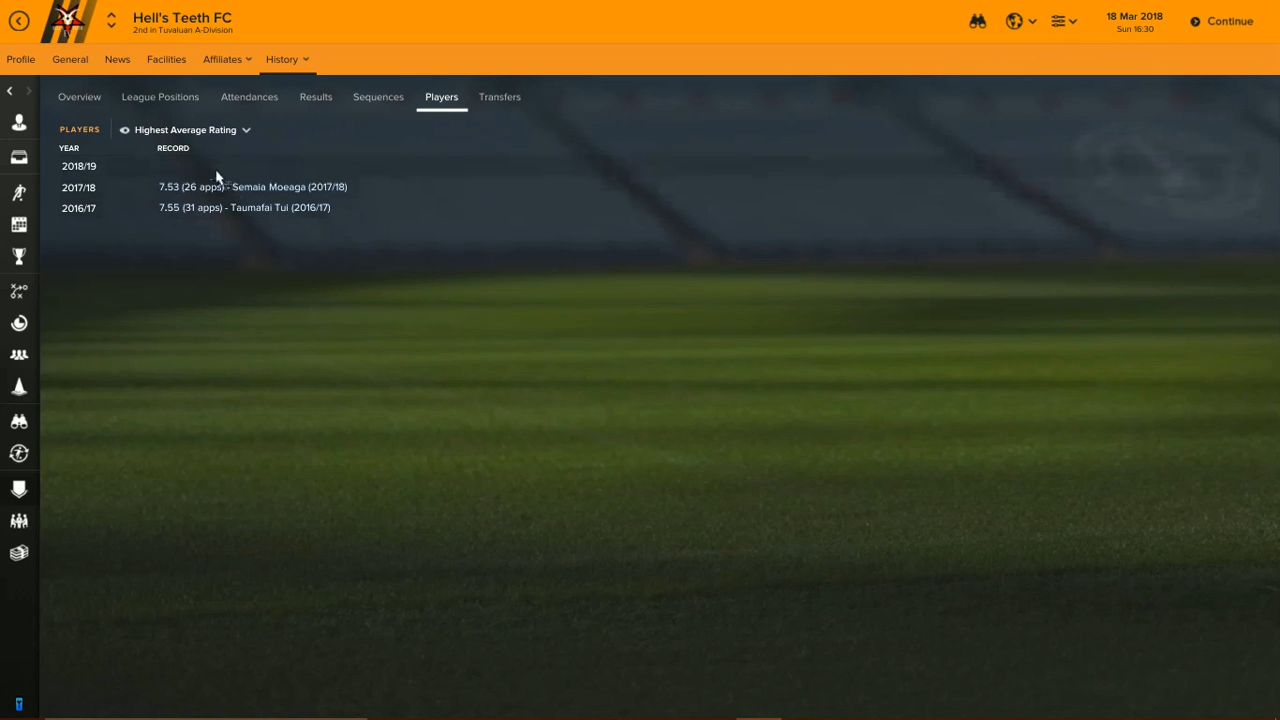 Hell's Teeth FC
2nd in Tuvaluan A-Division
18 Mar 2018
Sun 16:30
Continue
Profile General News Facilities Affiliates History
Overview League Positions Attendances Results Sequences Players Transfers
PLAYERS Highest Average Rating
YEAR RECORD
2018/19
2017/18 7.53 (26 apps) - Semaia Moeaga (2017/18)
2016/17 7.55 (31 apps) - Taumafai Tui (2016/17)